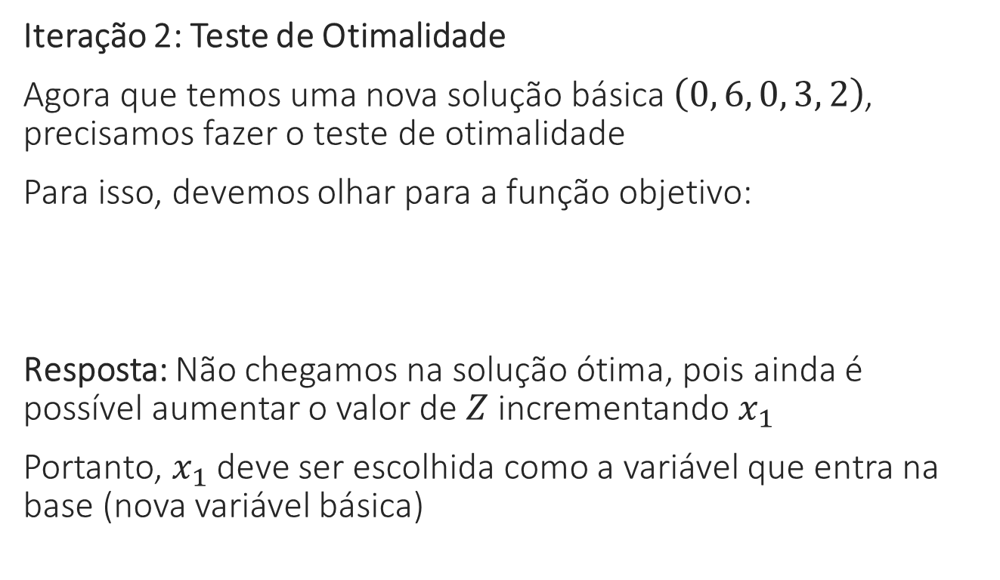 Iteração 2: Teste de Otimalidade
Agora que temos uma nova solução básica (0, 6, 0, 3, 2),
precisamos fazer o teste de otimalidade
Para isso, devemos olhar para a função objetivo:
Resposta: Não chegamos na solução ótima, pois ainda é
possível aumentar o valor de Z incrementando x₁
Portanto, x₁ deve ser escolhida como a variável que entra na
base (nova variável básica)